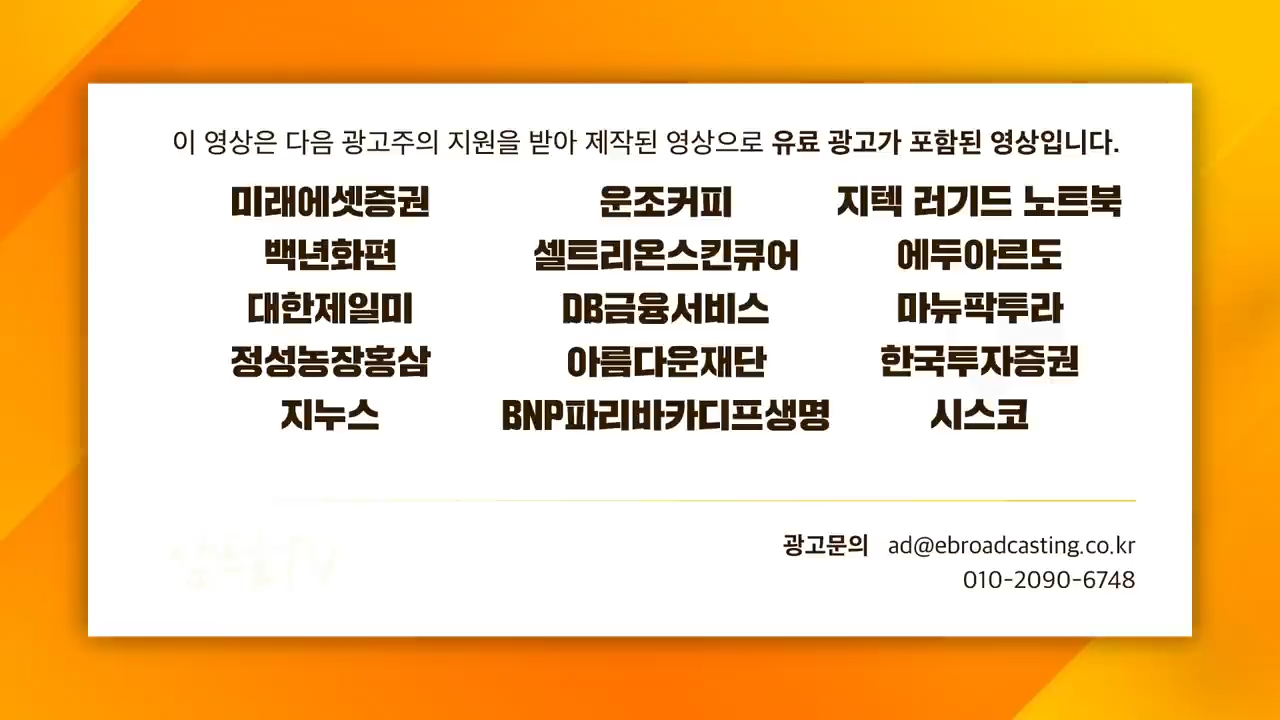 이 영상은 다음 광고주의 지원을 받아 제작된 영상으로 유료 광고가 포함된 영상입니다.
미래에셋증권 운조커피 지텍 러기드 노트북
백년화편 셀트리온스킨큐어 에두아르도
대한제일미 DB금융서비스 마뉴팍투라
정성농장홍삼 아름다운재단 한국투자증권
지누스 BNP파리바카디프생명 시스코
광고문의 ad@ebroadcasting.co.kr
010-2090-6748